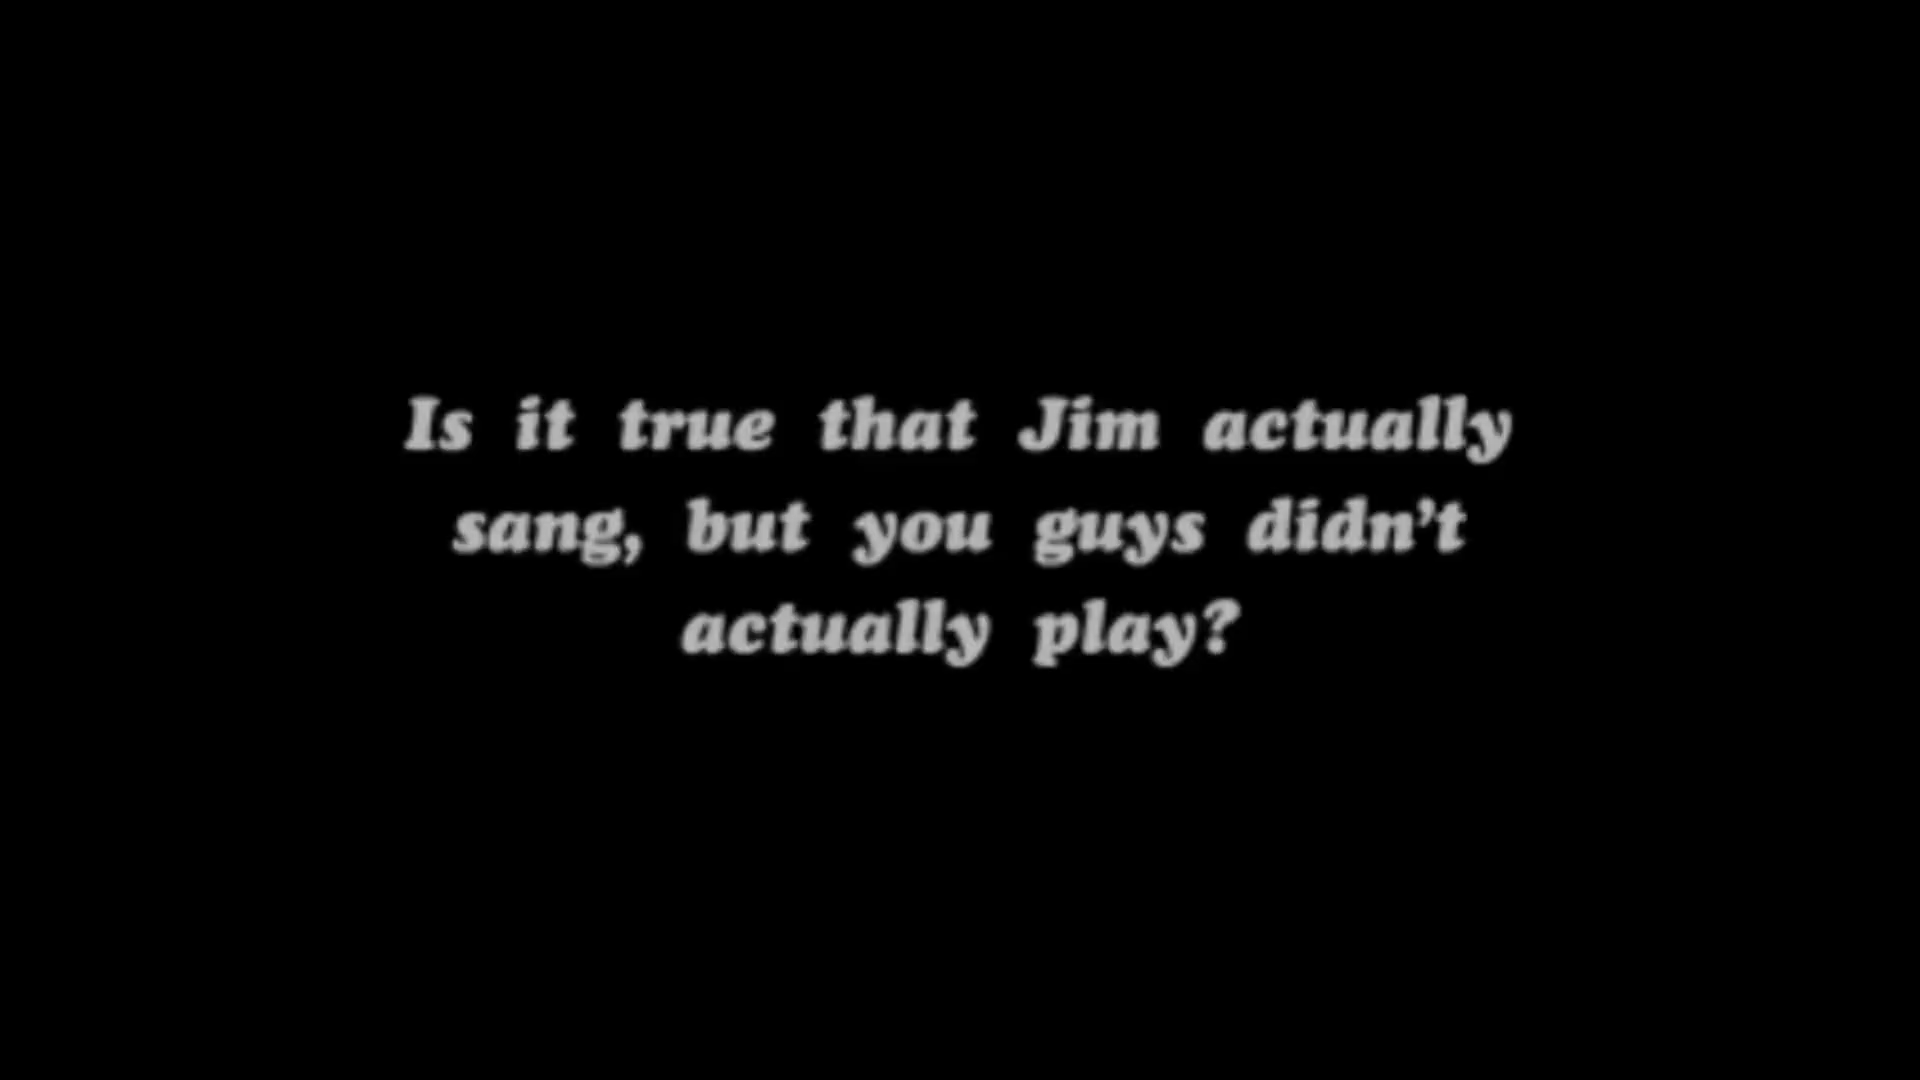 Is it true that Jim actually
sang, but you guys didn’t
actually play?